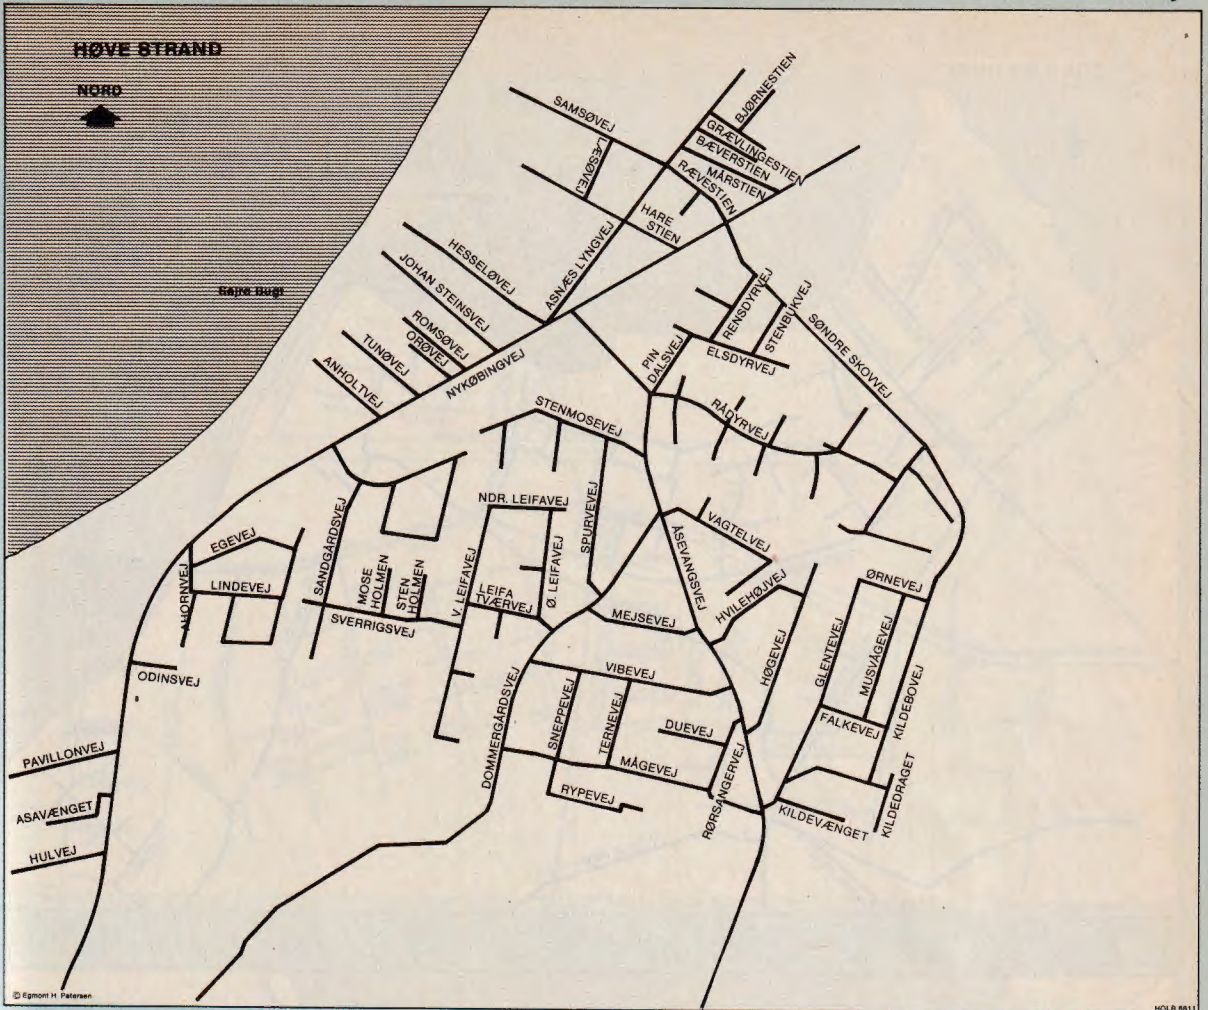 HØVE STRAND
NORD
Sejrø Bugt
SAMSØVEJ
LÆSØVEJ
BJØRNESTIEN
GRÆVLINGESTIEN
BÆVERSTIEN
MÅRSTIEN
RÆVESTIEN
HARE
STIEN
ASNÆS LYNGVEJ
HESSELØVEJ
JOHAN STEINSVEJ
ROMSØVEJ
ORØVEJ
TUNØVEJ
ANHOLTVEJ
NYKØBINGVEJ
RENSDYRVEJ
STENBUKVEJ
SØNDRE SKOVVEJ
PIN
DALSVEJ
ELSDYRVEJ
RÅDYRVEJ
STENMOSEVEJ
NDR. LEIFAVEJ
SPURVEVEJ
VAGTELVEJ
ÅSEVANGSVEJ
EGEVEJ
LINDEVEJ
AHORNVEJ
SANDGÅRDSVEJ
MOSE
HOLMEN
STEN
HOLMEN
SVERRIGSVEJ
V. LEIFAVEJ
LEIFA
TVÆRVEJ
Ø. LEIFAVEJ
MEJSEVEJ
HVILEHØJVEJ
ØRNEVEJ
HØGEVEJ
GLENTEVEJ
MUSVÅGEVEJ
KILDEBOVEJ
ODINSVEJ
VIBEVEJ
DOMMERGÅRDSVEJ
SNEPPEVEJ
TERNEVEJ
DUEVEJ
FALKEVEJ
PAVILLONVEJ
MÅGEVEJ
RØRSANGERVEJ
KILDEDRAGET
ASAVÆNGET
RYPEVEJ
KILDEVÆNGET
HULVEJ
© Egmont H. Petersen